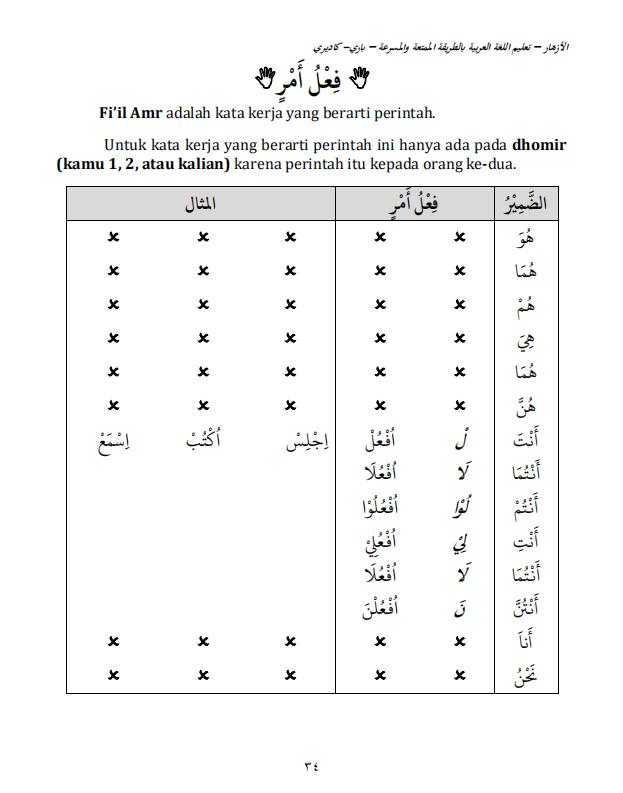 الأزهار – تعليم اللغة العربية بالطريقة الممتعة والمسرعة – باري- كاديري
فِعْلُ أَمْرٍ
Fi’il Amr adalah kata kerja yang berarti perintah.
Untuk kata kerja yang berarti perintah ini hanya ada pada dhomir
(kamu 1, 2, atau kalian) karena perintah itu kepada orang ke-dua.
الضَّمِيْرُ فِعْلُ أَمْرٍ المثال
هُوَ × × × × ×
هُمَا × × × × ×
هُمْ × × × × ×
هِيَ × × × × ×
هُمَا × × × × ×
هُنَّ × × × × ×
أَنْتَ لْ اُفْعُلْ اِجْلِسْ اُكْتُبْ اِسْمَعْ
أَنْتُمَا لَا اُفْعُلَا
أَنْتُمْ لُوْا اُفْعُلُوْا
أَنْتِ لِيْ اُفْعُلِيْ
أَنْتُمَا لَا اُفْعُلَا
أَنْتُنَّ نَ اُفْعُلْنَ
أَنَا × × × × ×
نَحْنُ × × × × ×
٣٤